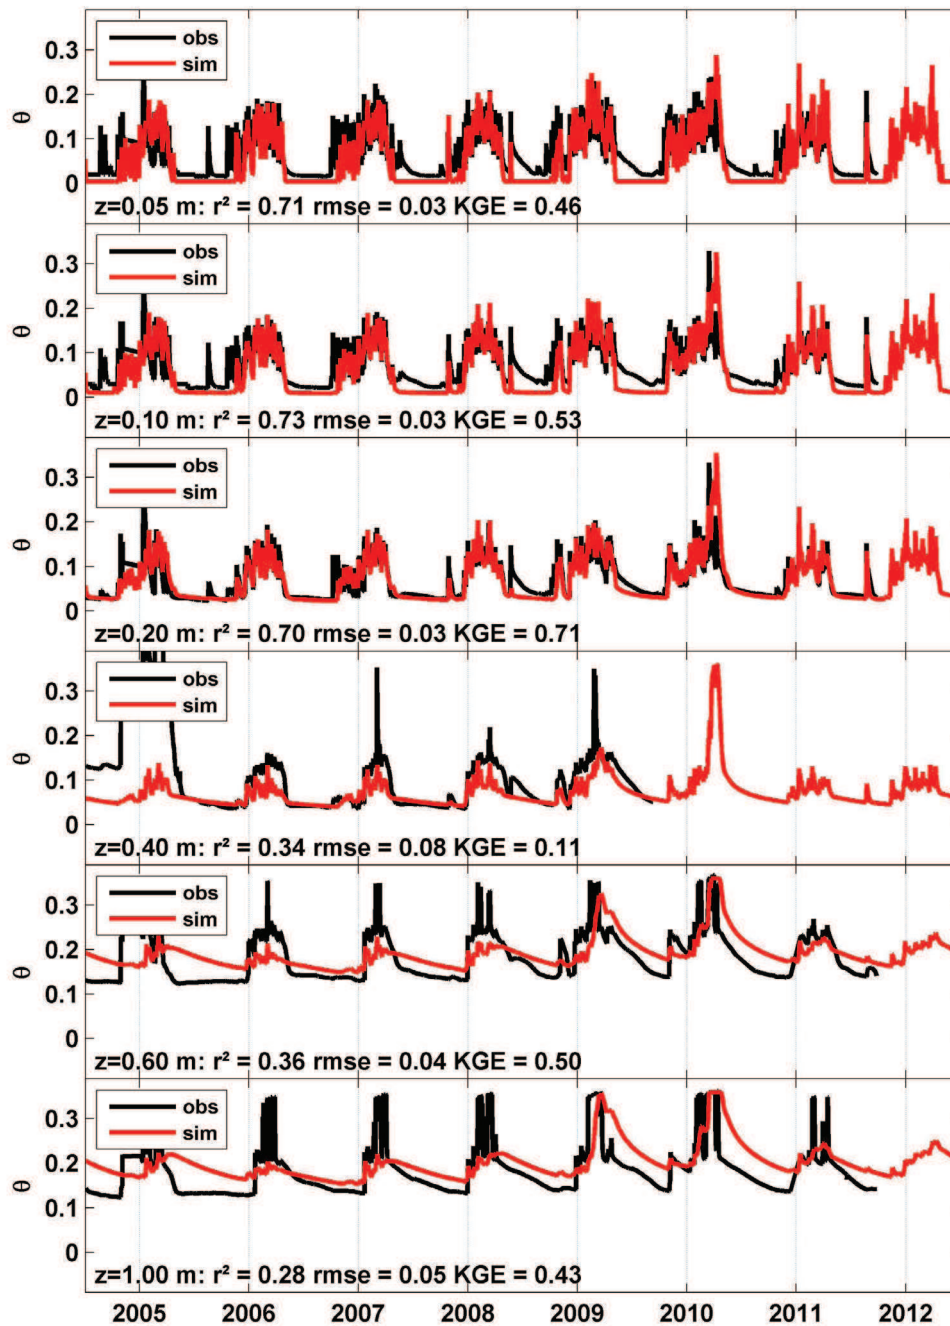 obs
sim
0.3
0.2
0.1
0
θ
z=0.05 m: r² = 0.71 rmse = 0.03 KGE = 0.46
obs
sim
0.3
0.2
0.1
0
θ
z=0.10 m: r² = 0.73 rmse = 0.03 KGE = 0.53
obs
sim
0.3
0.2
0.1
0
θ
z=0.20 m: r² = 0.70 rmse = 0.03 KGE = 0.71
obs
sim
0.3
0.2
0.1
0
θ
z=0.40 m: r² = 0.34 rmse = 0.08 KGE = 0.11
obs
sim
0.3
0.2
0.1
0
θ
z=0.60 m: r² = 0.36 rmse = 0.04 KGE = 0.50
obs
sim
0.3
0.2
0.1
0
θ
z=1.00 m: r² = 0.28 rmse = 0.05 KGE = 0.43
2005 2006 2007 2008 2009 2010 2011 2012